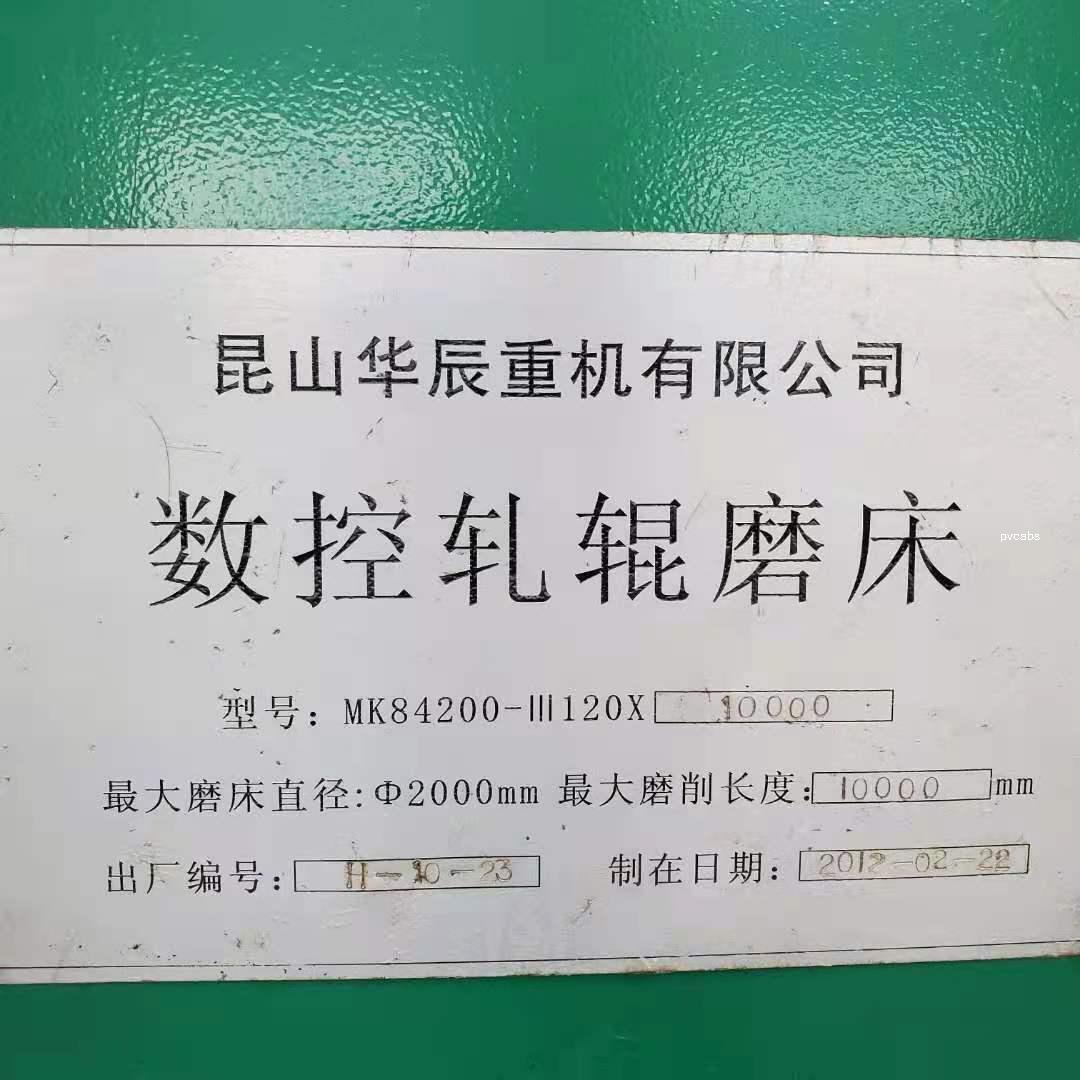 昆山华辰重机有限公司
数控轧辊磨床
pvcabs
型号：MK84200-Ⅲ120X 10000
最大磨床直径：Φ2000mm 最大磨削长度：10000mm
出厂编号：H-10-23 制在日期：2012-02-22